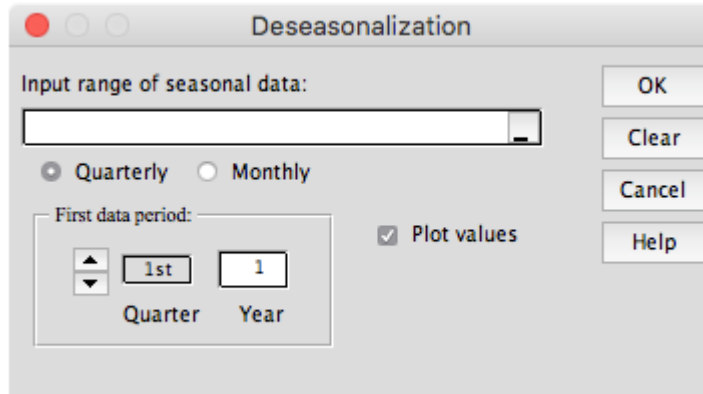 Deseasonalization
Input range of seasonal data:
OK
Clear
Quarterly Monthly
Cancel
First data period:
Plot values
Help
1st 1
Quarter Year